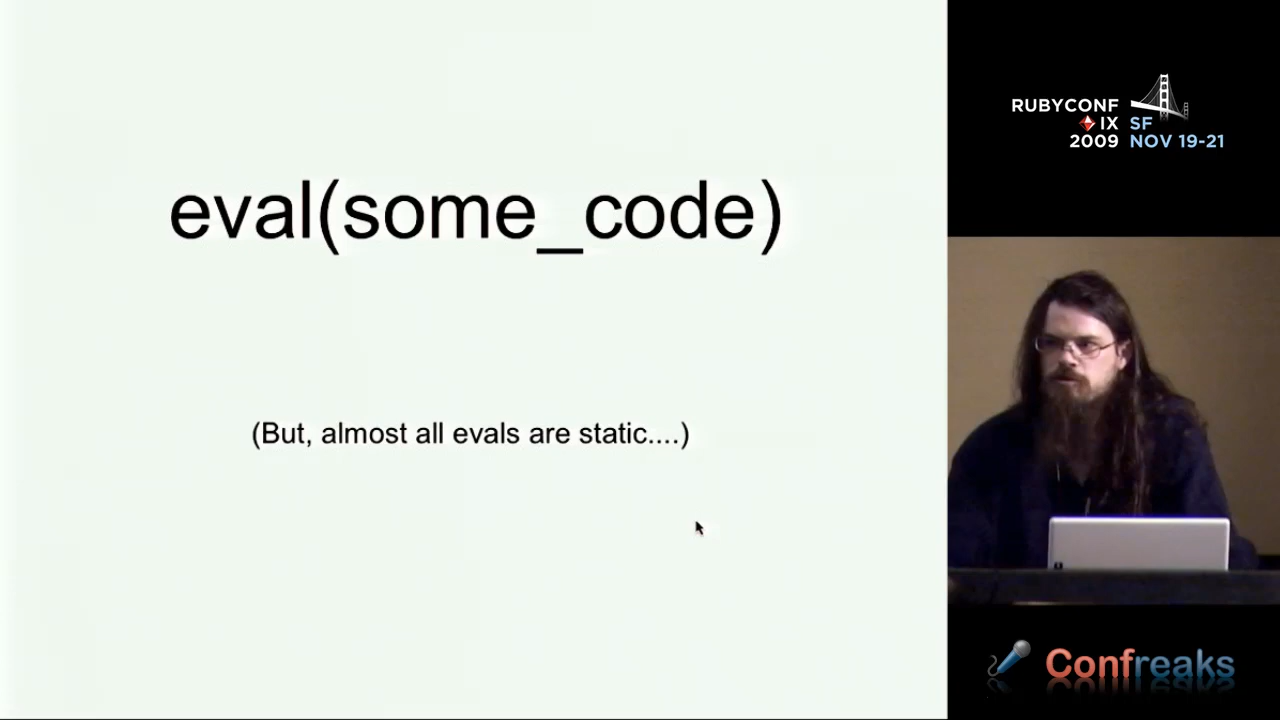 eval(some_code)
(But, almost all evals are static....)
RUBYCONF
IX SF
2009 NOV 19-21
Confreaks